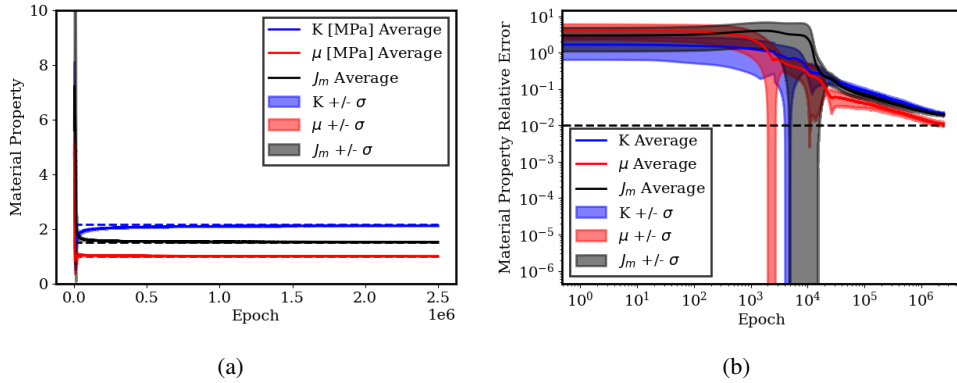 10
8
6
4
2
0
Material Property
0.0 0.5 1.0 1.5 2.0 2.5
1e6
Epoch
K [MPa] Average
μ [MPa] Average
J_m Average
K +/- σ
μ +/- σ
J_m +/- σ
(a)
10^1
10^0
10^-1
10^-2
10^-3
10^-4
10^-5
10^-6
Material Property Relative Error
K Average
μ Average
J_m Average
K +/- σ
μ +/- σ
J_m +/- σ
10^0 10^1 10^2 10^3 10^4 10^5 10^6
Epoch
(b)